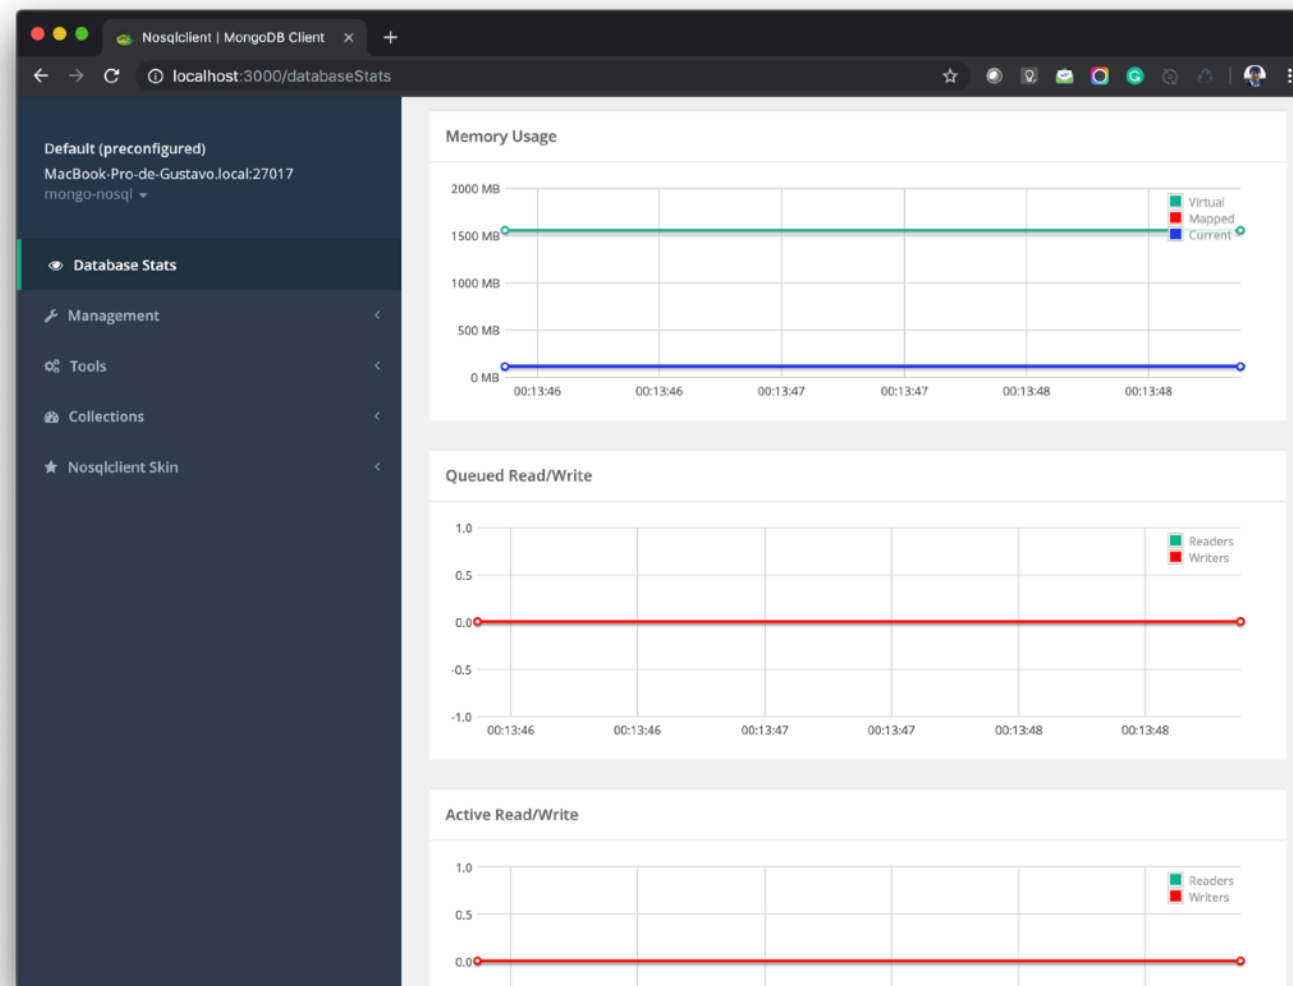 Nosqlclient | MongoDB Client
localhost:3000/databaseStats
Default (preconfigured)
MacBook-Pro-de-Gustavo.local:27017
mongo-nosql
Database Stats
Management
Tools
Collections
Nosqlclient Skin
Memory Usage
2000 MB
1500 MB
1000 MB
500 MB
0 MB
Virtual
Mapped
Current
00:13:46 00:13:46 00:13:47 00:13:47 00:13:48 00:13:48
Queued Read/Write
1.0
0.5
0.0
-0.5
-1.0
Readers
Writers
00:13:46 00:13:46 00:13:47 00:13:47 00:13:48 00:13:48
Active Read/Write
1.0
0.5
0.0
Readers
Writers